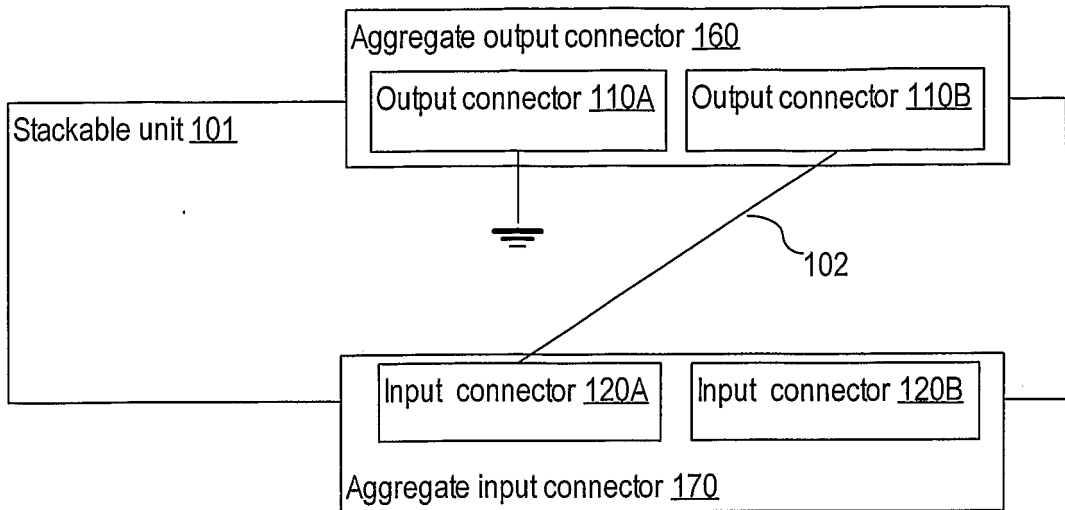 Aggregate output connector 160
Output connector 110A
Output connector 110B
Stackable unit 101
102
Input connector 120A
Input connector 120B
Aggregate input connector 170